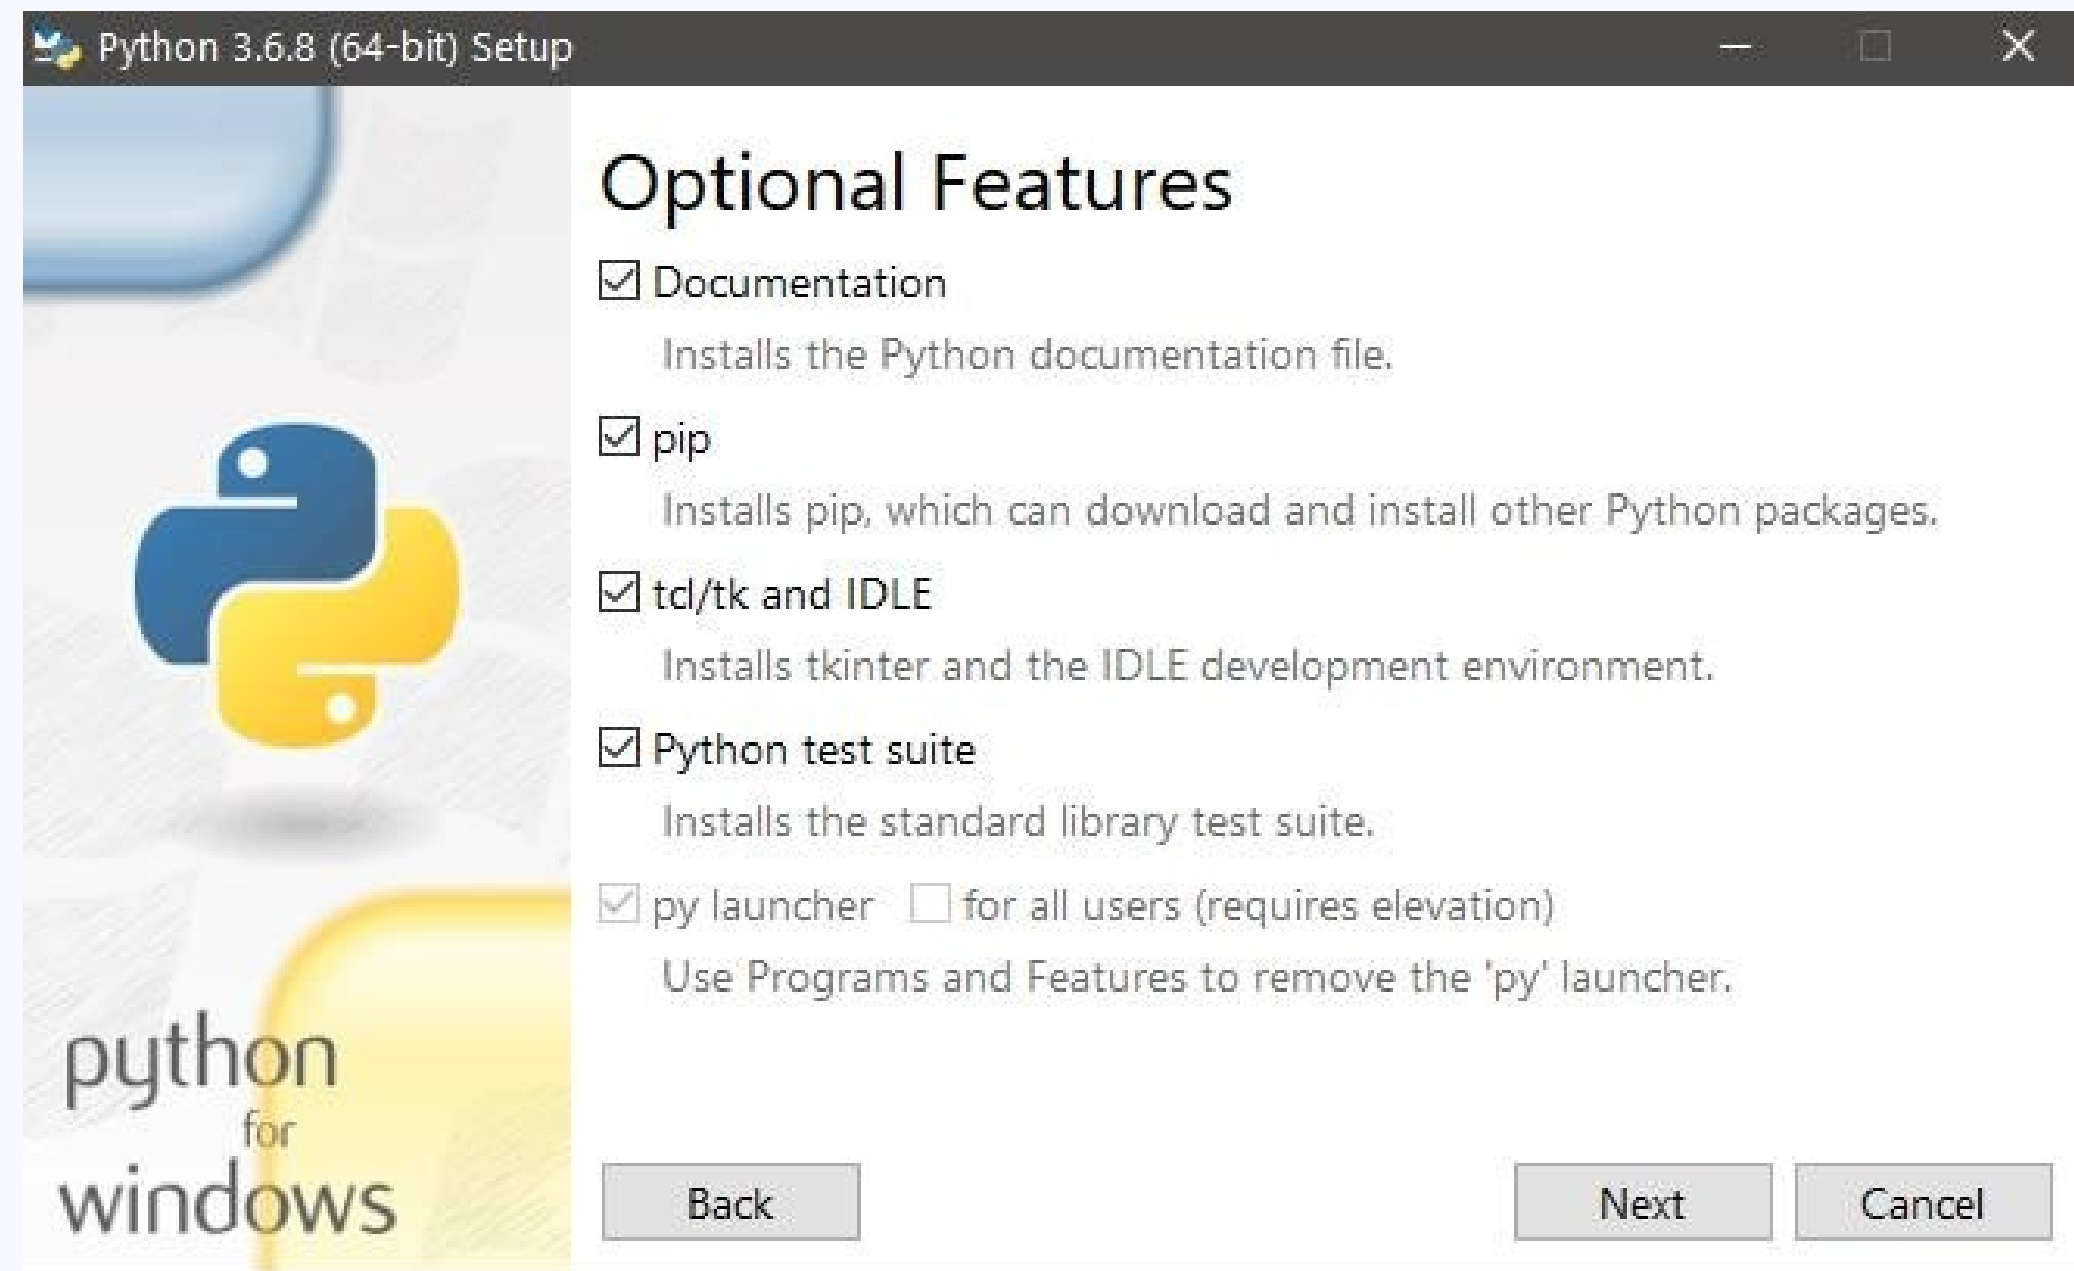 Python 3.6.8 (64-bit) Setup
Optional Features
Documentation
Installs the Python documentation file.
pip
Installs pip, which can download and install other Python packages.
tcl/tk and IDLE
Installs tkinter and the IDLE development environment.
Python test suite
Installs the standard library test suite.
py launcher for all users (requires elevation)
Use Programs and Features to remove the 'py' launcher.
python
for
windows
Back Next Cancel